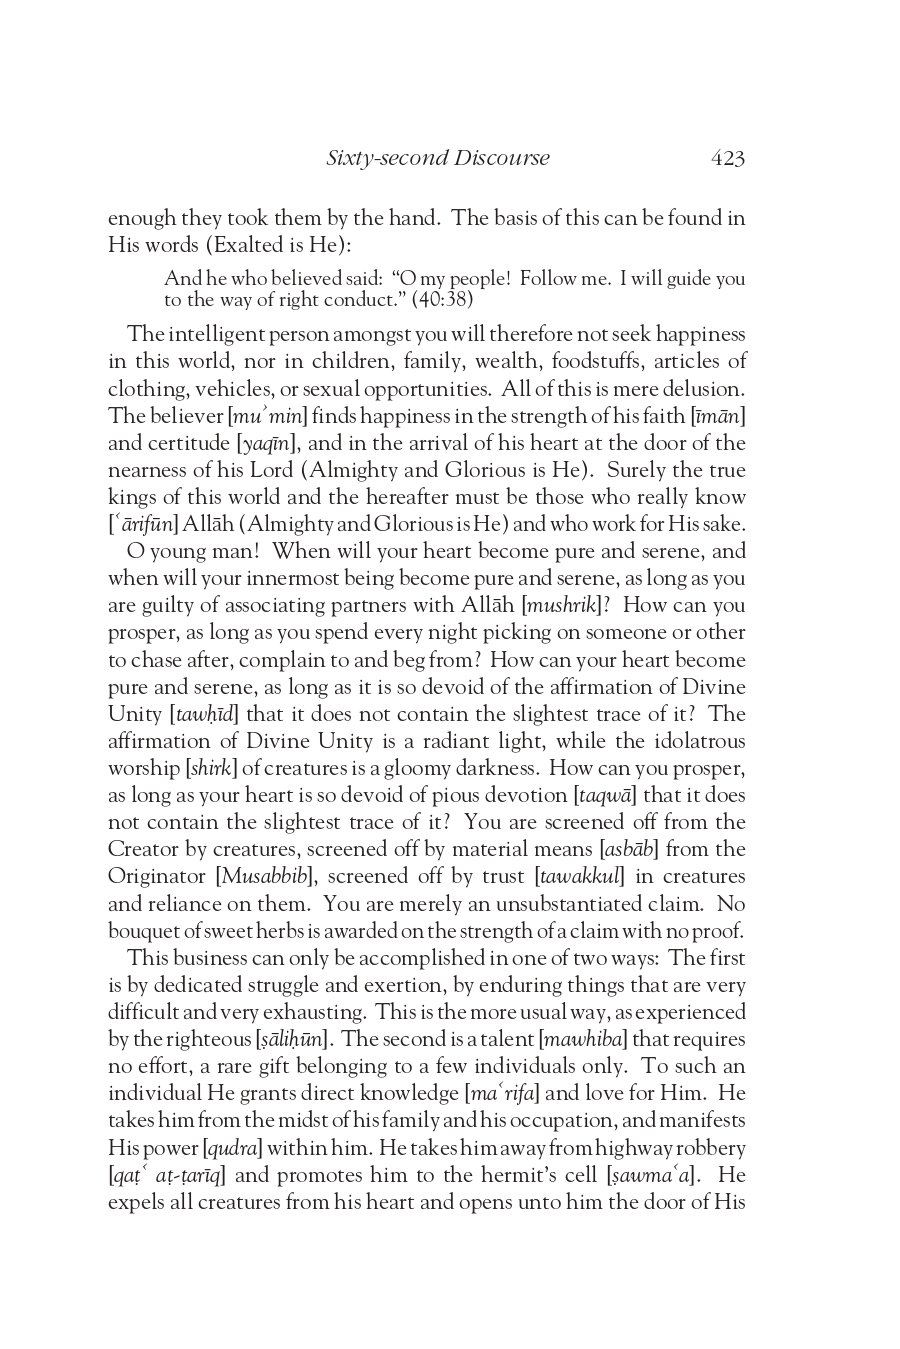 Sixty-second Discourse 423
enough they took them by the hand. The basis of this can be found in
His words (Exalted is He):
And he who believed said: “O my people! Follow me. I will guide you
to the way of right conduct.” (40:38)
The intelligent person amongst you will therefore not seek happiness
in this world, nor in children, family, wealth, foodstuffs, articles of
clothing, vehicles, or sexual opportunities. All of this is mere delusion.
The believer [muʾmin] finds happiness in the strength of his faith [īmān]
and certitude [yaqīn], and in the arrival of his heart at the door of the
nearness of his Lord (Almighty and Glorious is He). Surely the true
kings of this world and the hereafter must be those who really know
[ʿārifūn] Allāh (Almighty and Glorious is He) and who work for His sake.
O young man! When will your heart become pure and serene, and
when will your innermost being become pure and serene, as long as you
are guilty of associating partners with Allāh [mushrik]? How can you
prosper, as long as you spend every night picking on someone or other
to chase after, complain to and beg from? How can your heart become
pure and serene, as long as it is so devoid of the affirmation of Divine
Unity [tawḥīd] that it does not contain the slightest trace of it? The
affirmation of Divine Unity is a radiant light, while the idolatrous
worship [shirk] of creatures is a gloomy darkness. How can you prosper,
as long as your heart is so devoid of pious devotion [taqwā] that it does
not contain the slightest trace of it? You are screened off from the
Creator by creatures, screened off by material means [asbāb] from the
Originator [Musabbib], screened off by trust [tawakkul] in creatures
and reliance on them. You are merely an unsubstantiated claim. No
bouquet of sweet herbs is awarded on the strength of a claim with no proof.
This business can only be accomplished in one of two ways: The first
is by dedicated struggle and exertion, by enduring things that are very
difficult and very exhausting. This is the more usual way, as experienced
by the righteous [ṣāliḥūn]. The second is a talent [mawhiba] that requires
no effort, a rare gift belonging to a few individuals only. To such an
individual He grants direct knowledge [maʿrifa] and love for Him. He
takes him from the midst of his family and his occupation, and manifests
His power [qudra] within him. He takes him away from highway robbery
[qaṭʿ aṭ-ṭarīq] and promotes him to the hermit’s cell [ṣawmaʿa]. He
expels all creatures from his heart and opens unto him the door of His